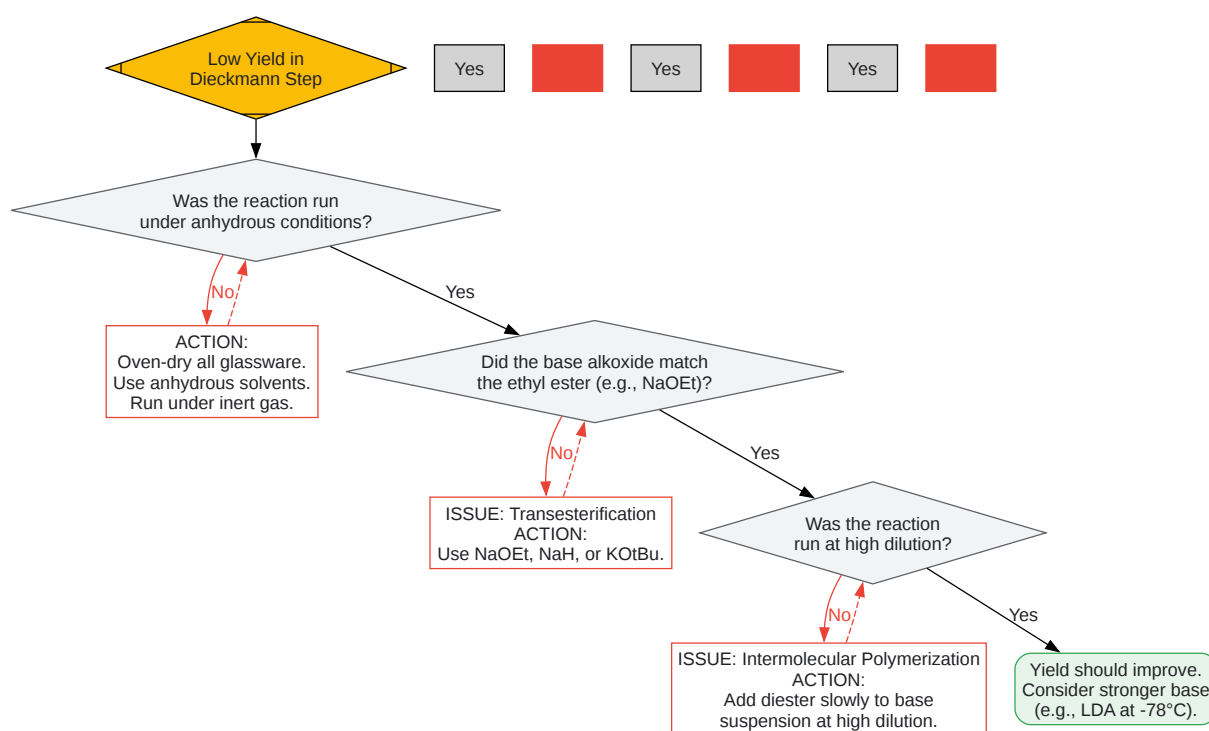 Low Yield in
Dieckmann Step
Yes
Yes
Yes
Was the reaction run
under anhydrous conditions?
No
Yes
ACTION:
Oven-dry all glassware.
Use anhydrous solvents.
Run under inert gas.
Did the base alkoxide match
the ethyl ester (e.g., NaOEt)?
No
Yes
ISSUE: Transesterification
ACTION:
Use NaOEt, NaH, or KOtBu.
Was the reaction
run at high dilution?
No
Yes
ISSUE: Intermolecular Polymerization
ACTION:
Add diester slowly to base
suspension at high dilution.
Yield should improve.
Consider stronger base
(e.g., LDA at -78°C).